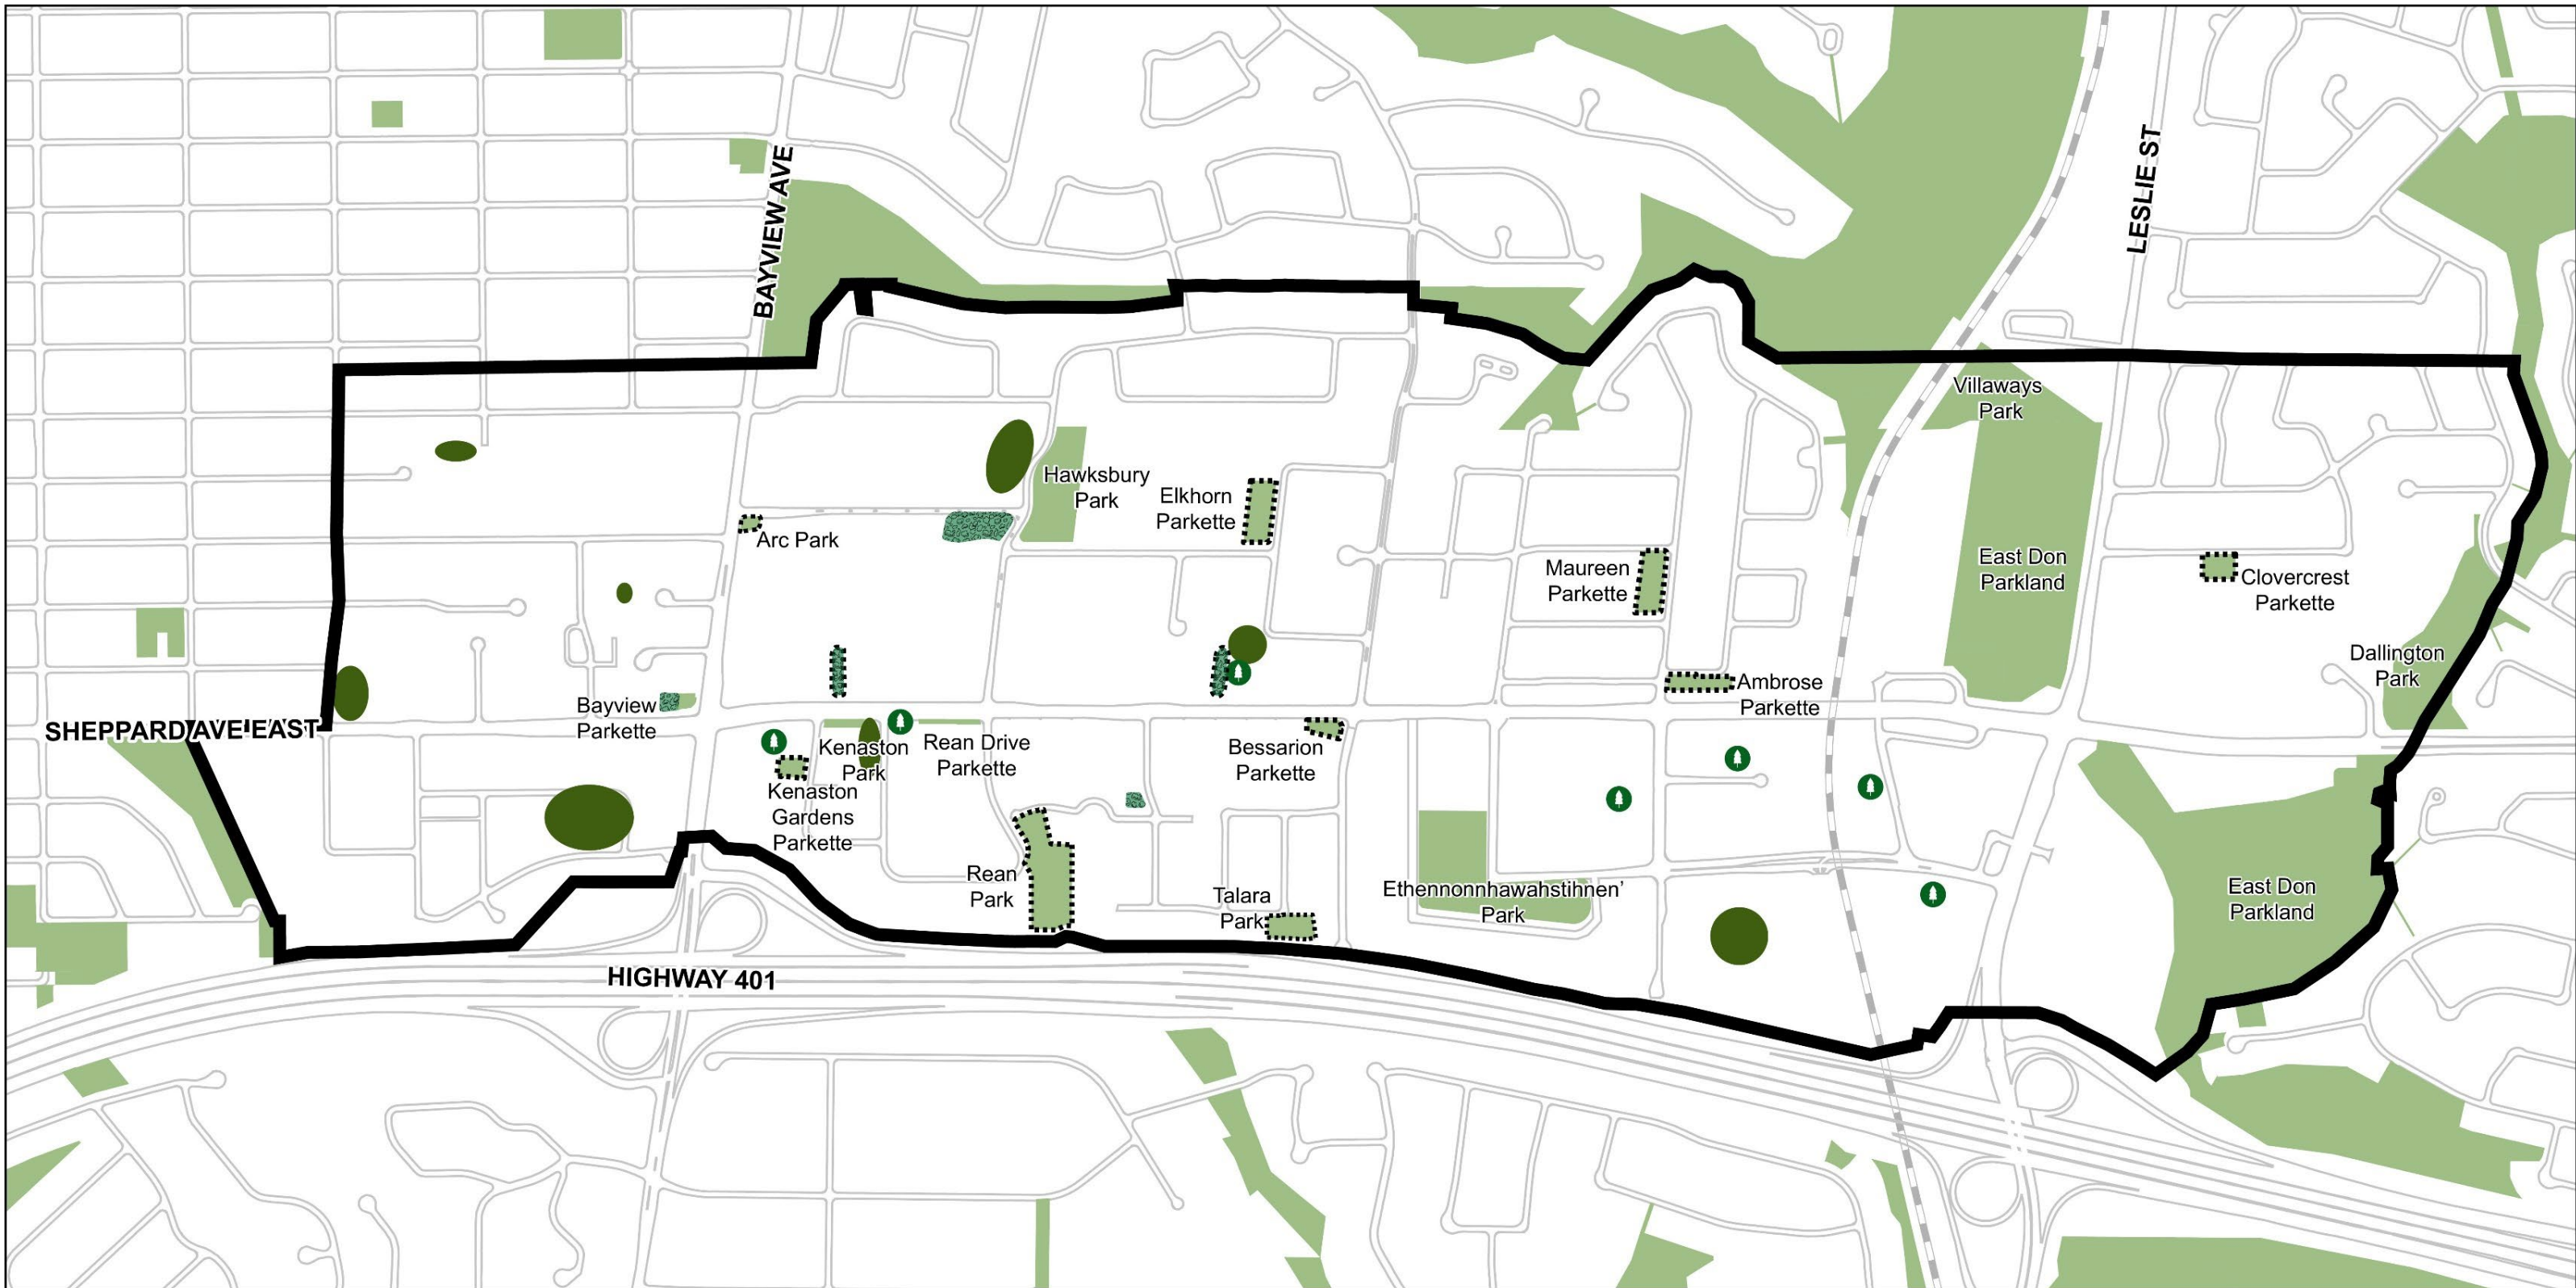 BAYVIEW AVE
LESLIE ST
Villaways
Park
Hawksbury
Park
Elkhorn
Parkette
Arc Park
Maureen
Parkette
East Don
Parkland
Clovercrest
Parkette
Dallington
Park
Ambrose
Parkette
Bayview
Parkette
SHEPPARD AVE EAST
Kenaston
Park
Rean Drive
Parkette
Bessarion
Parkette
Kenaston
Gardens
Parkette
Rean
Park
Talara
Park
Ethennonnhawahstihnen’
Park
East Don
Parkland
HIGHWAY 401